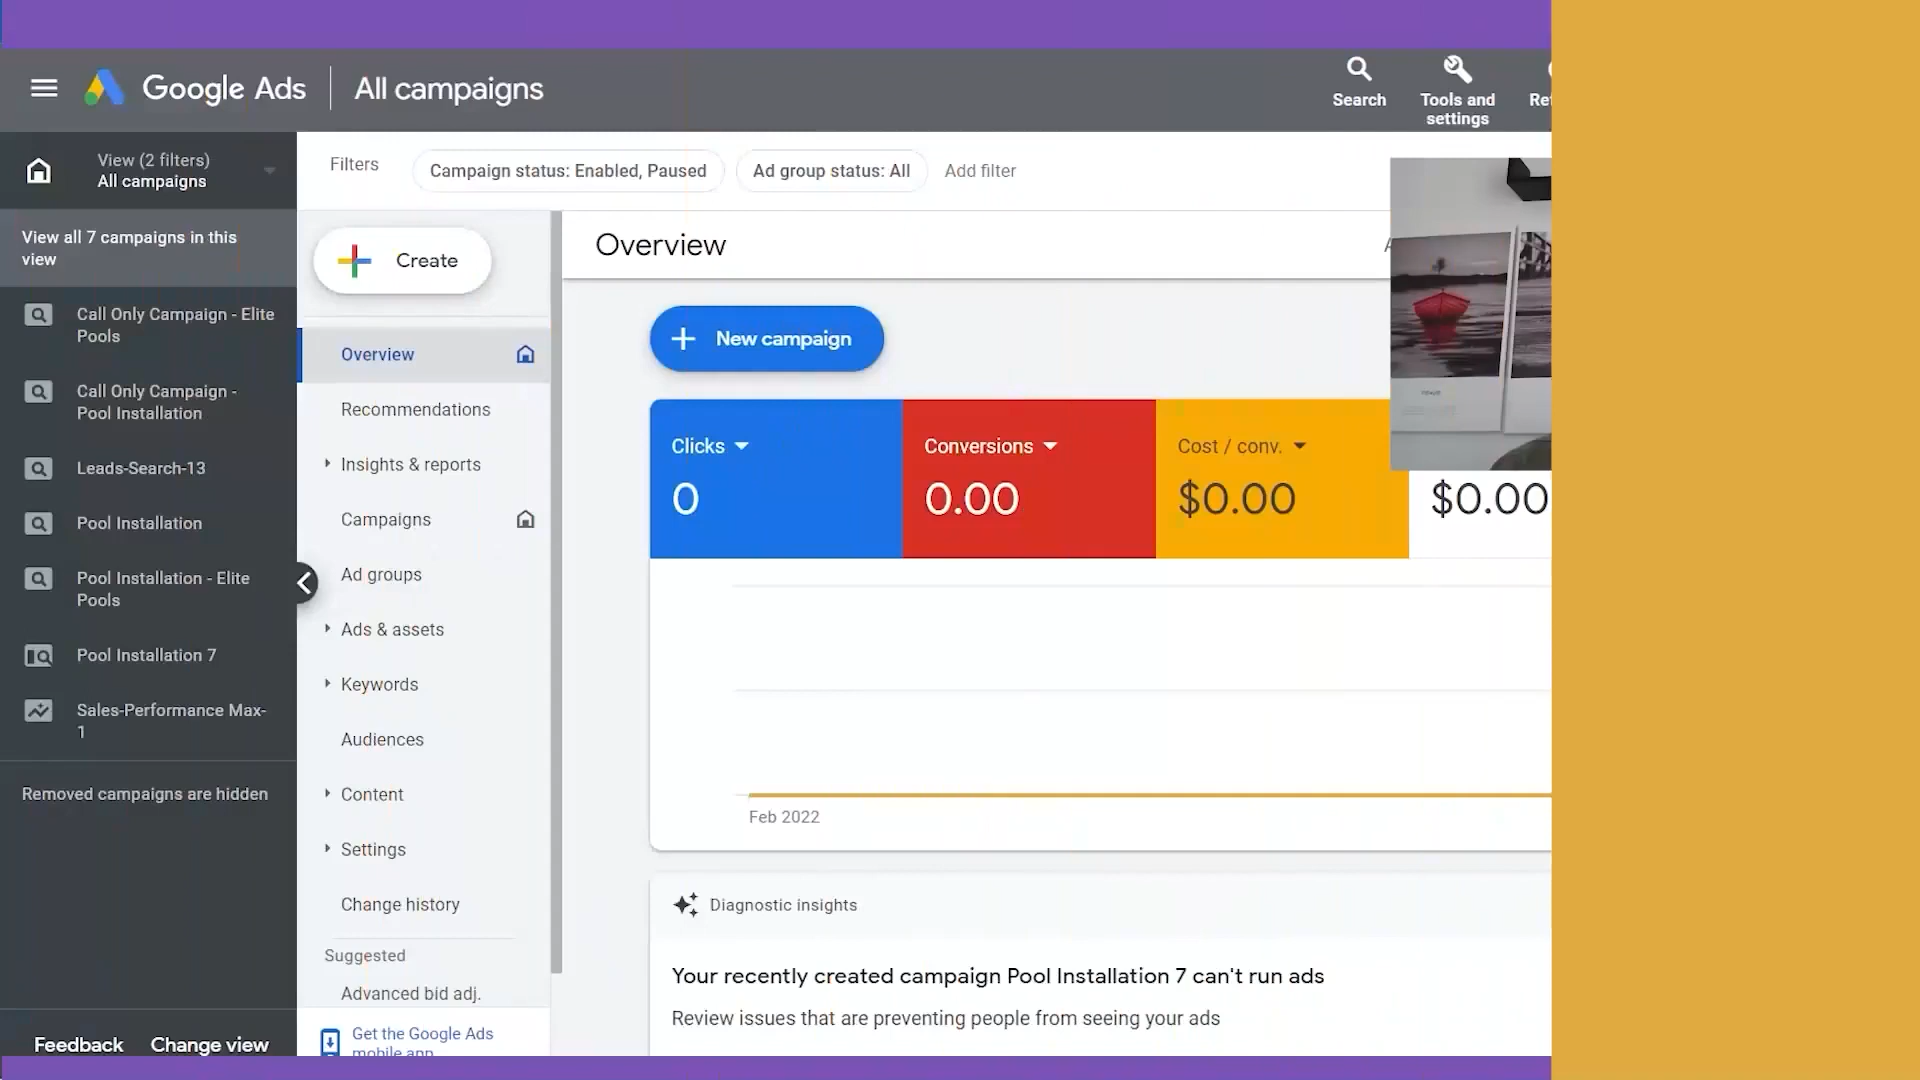 Google Ads
All campaigns
Search
Tools and
settings
View (2 filters)
All campaigns
Filters
Campaign status: Enabled, Paused
Ad group status: All
Add filter
View all 7 campaigns in this
view
Call Only Campaign - Elite
Pools
Call Only Campaign -
Pool Installation
Leads-Search-13
Pool Installation
Pool Installation - Elite
Pools
Pool Installation 7
Sales-Performance Max-
1
Removed campaigns are hidden
Feedback
Change view
Create
Overview
Recommendations
Insights & reports
Campaigns
Ad groups
Ads & assets
Keywords
Audiences
Content
Settings
Change history
Suggested
Advanced bid adj.
Get the Google Ads
mobile app
Overview
New campaign
Clicks
0
Conversions
0.00
Cost / conv.
$0.00
$0.00
Feb 2022
Diagnostic insights
Your recently created campaign Pool Installation 7 can't run ads
Review issues that are preventing people from seeing your ads